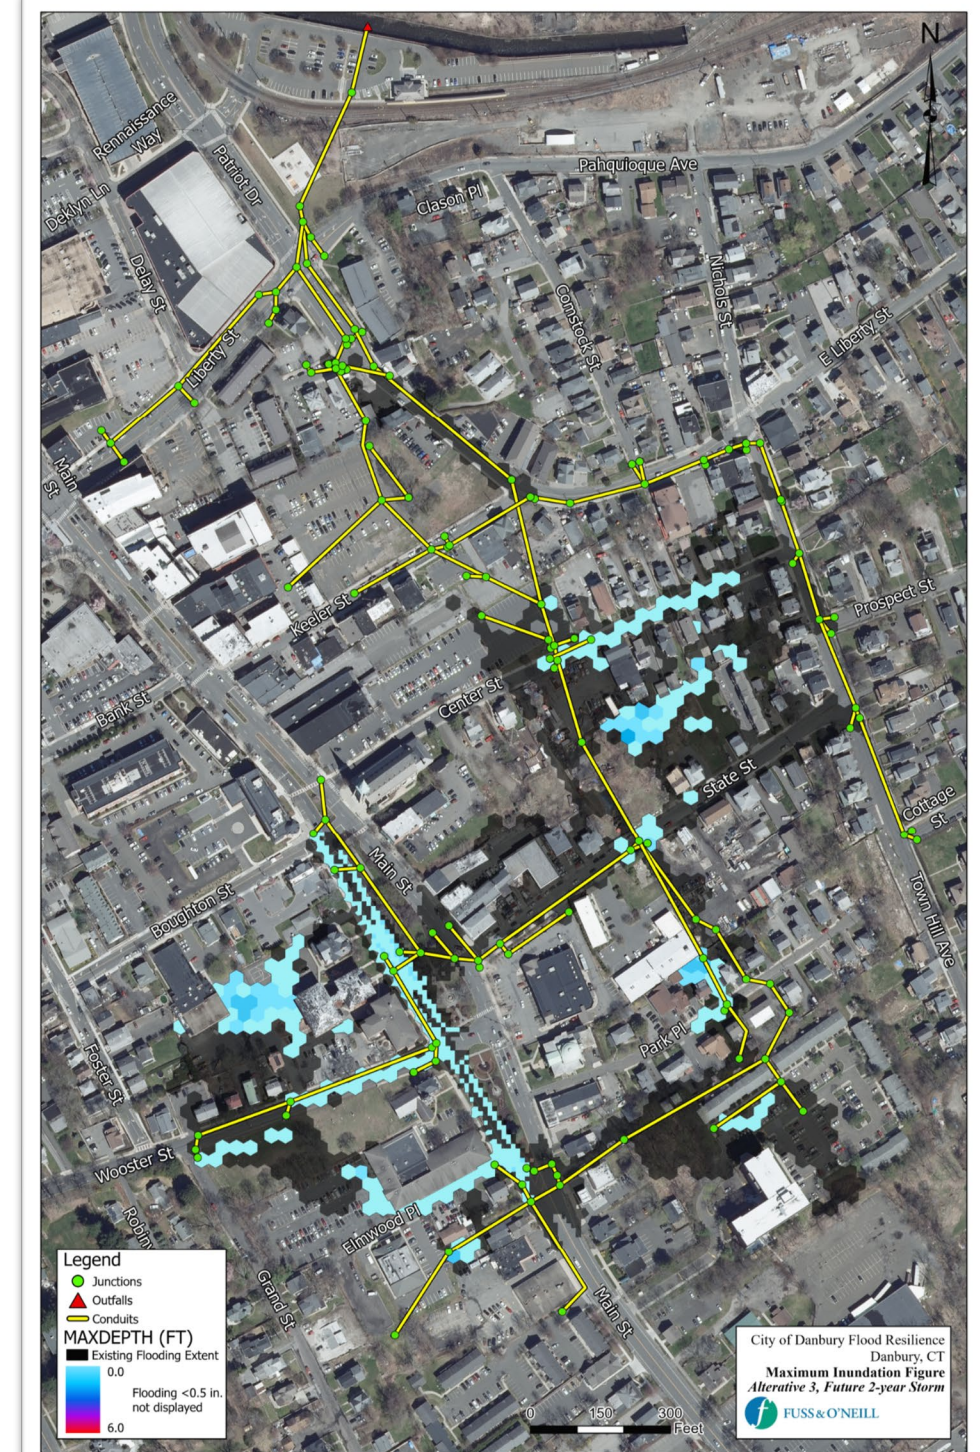 N
Rennaissance
Way
Patriot Dr
Pahquioque Ave
Deklyn Ln
Clason Pl
Delay St
Nichols St
Comstock St
E Liberty St
Liberty St
Main
St
Keeler St
Prospect St
Bank St
Center St
State St
Cottage
St
Main St
Boughton St
Town Hill Ave
Park Pl
Foster St
Wooster St
Elmwood Pl
Robinv
Grand St
Main St
Legend
Junctions
Outfalls
Conduits
MAXDEPTH (FT)
Existing Flooding Extent
0.0
Flooding <0.5 in.
not displayed
6.0
0 150 300
Feet
City of Danbury Flood Resilience
Danbury, CT
Maximum Inundation Figure
Alterative 3, Future 2-year Storm
f
FUSS & O'NEILL